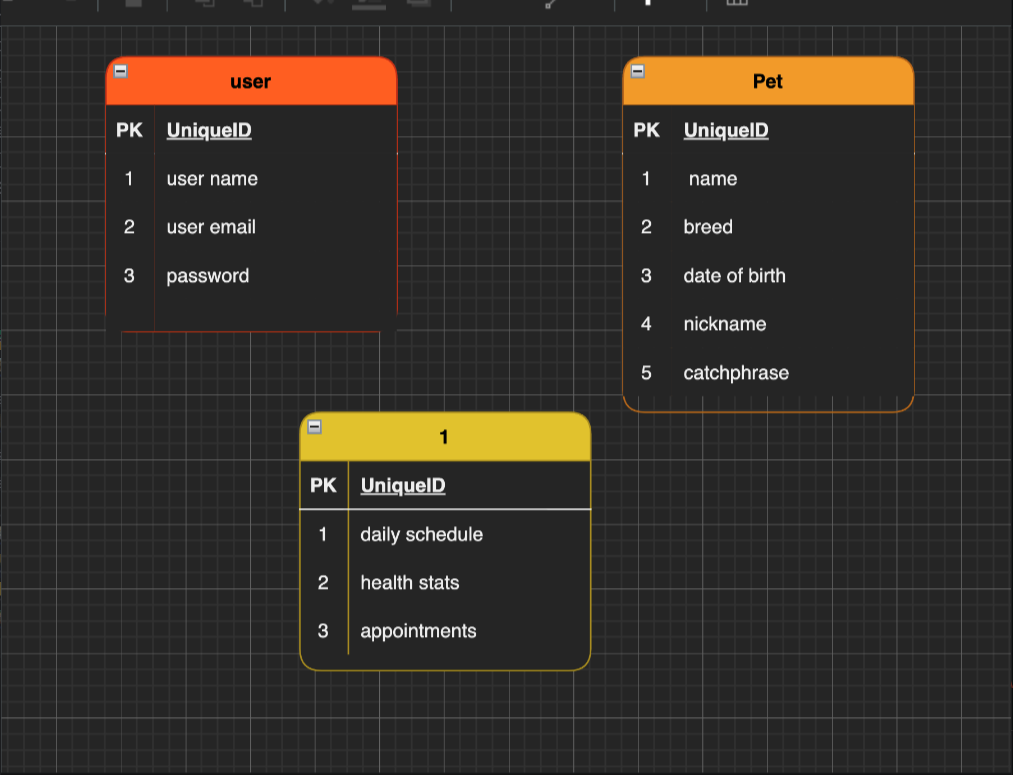 user
PK UniqueID
1 user name
2 user email
3 password
Pet
PK UniqueID
1 name
2 breed
3 date of birth
4 nickname
5 catchphrase
1
PK UniqueID
1 daily schedule
2 health stats
3 appointments